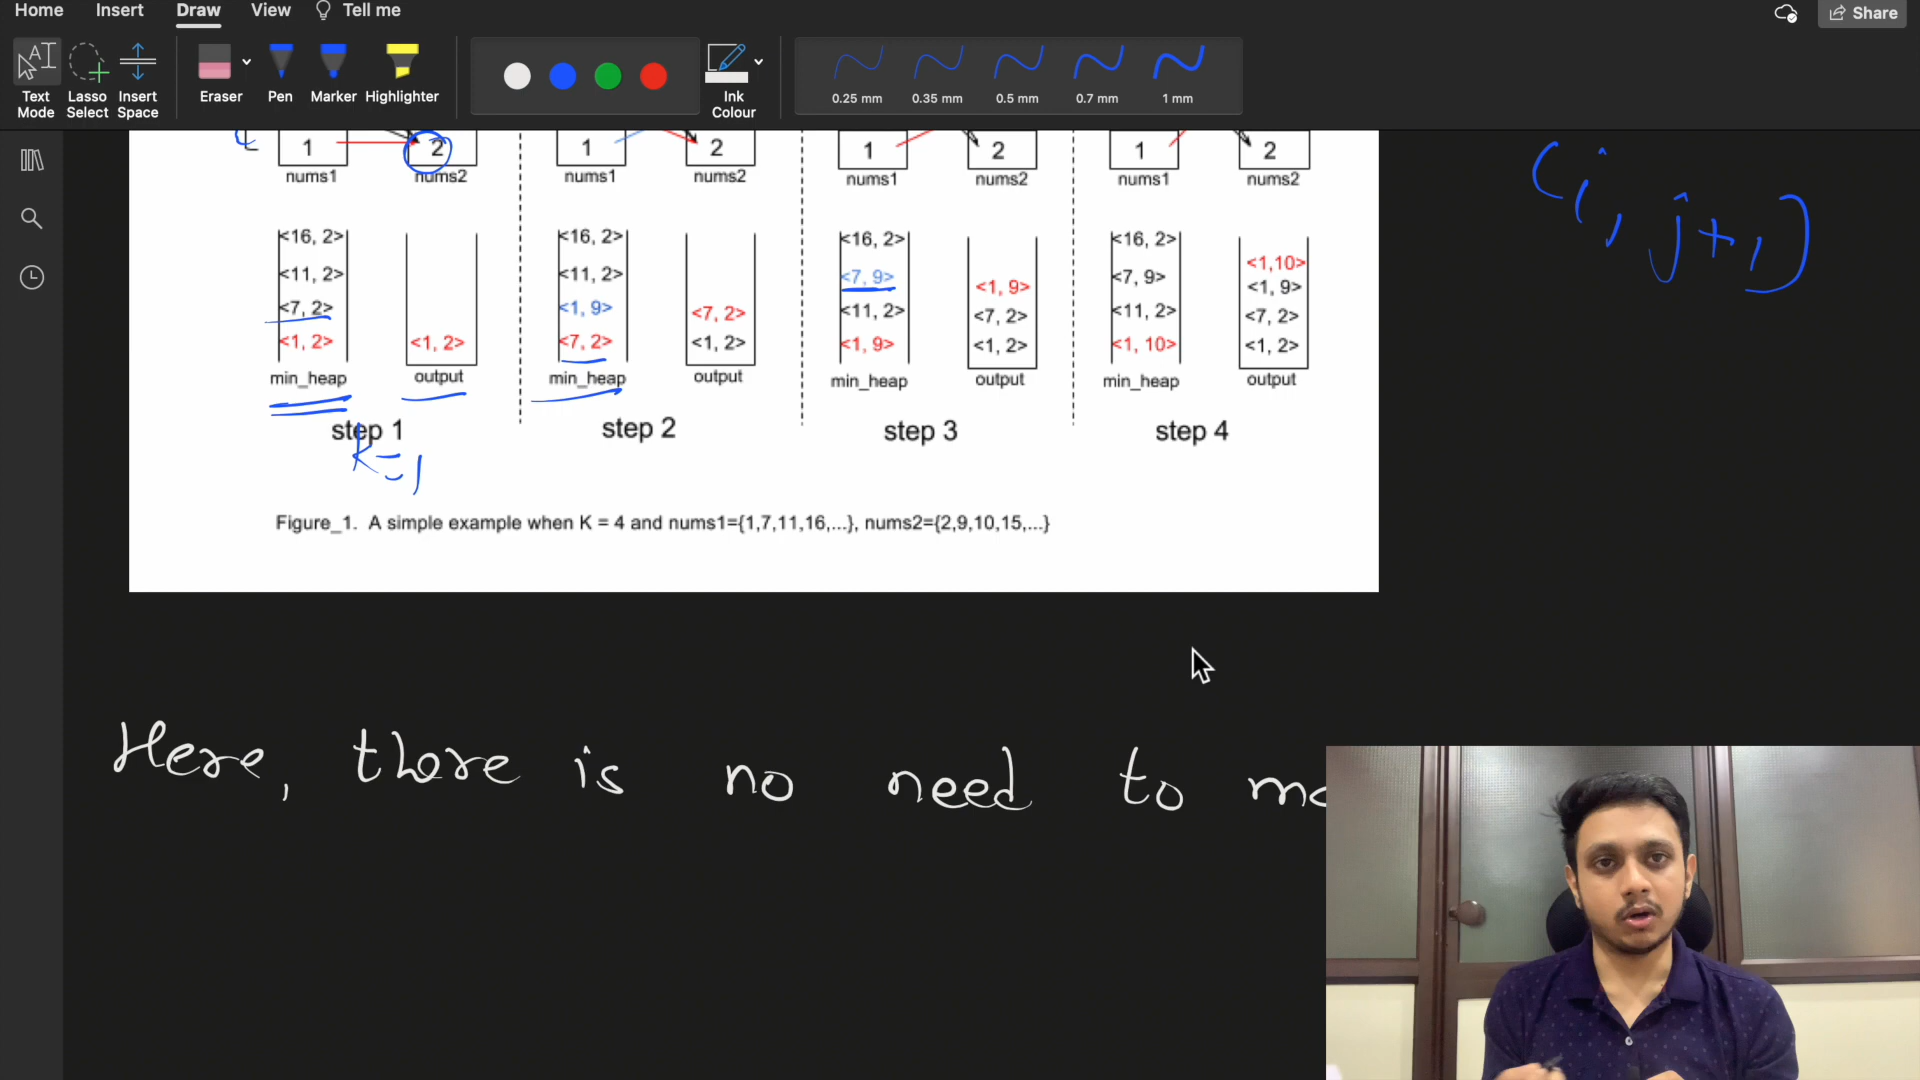 Home Insert Draw View Tell me Share
Text Mode Lasso Select Insert Space Eraser Pen Marker Highlighter Ink Colour 0.25 mm 0.35 mm 0.5 mm 0.7 mm 1 mm
1 2 1 2 1 2 1 2
nums1 nums2 nums1 nums2 nums1 nums2 nums1 nums2
(i, j+1)
<16, 2> <16, 2> <16, 2> <16, 2> <1,10>
<11, 2> <11, 2> <7, 9> <1, 9> <7, 9> <1, 9>
<7, 2> <1, 9> <7, 2> <11, 2> <7, 2> <11, 2> <7, 2>
<1, 2> <1, 2> <7, 2> <1, 2> <1, 9> <1, 2> <1, 10> <1, 2>
min_heap output min_heap output min_heap output min_heap output
step 1 step 2 step 3 step 4
K=1
Figure_1. A simple example when K = 4 and nums1={1,7,11,16,...}, nums2={2,9,10,15,...}
Here, there is no need to